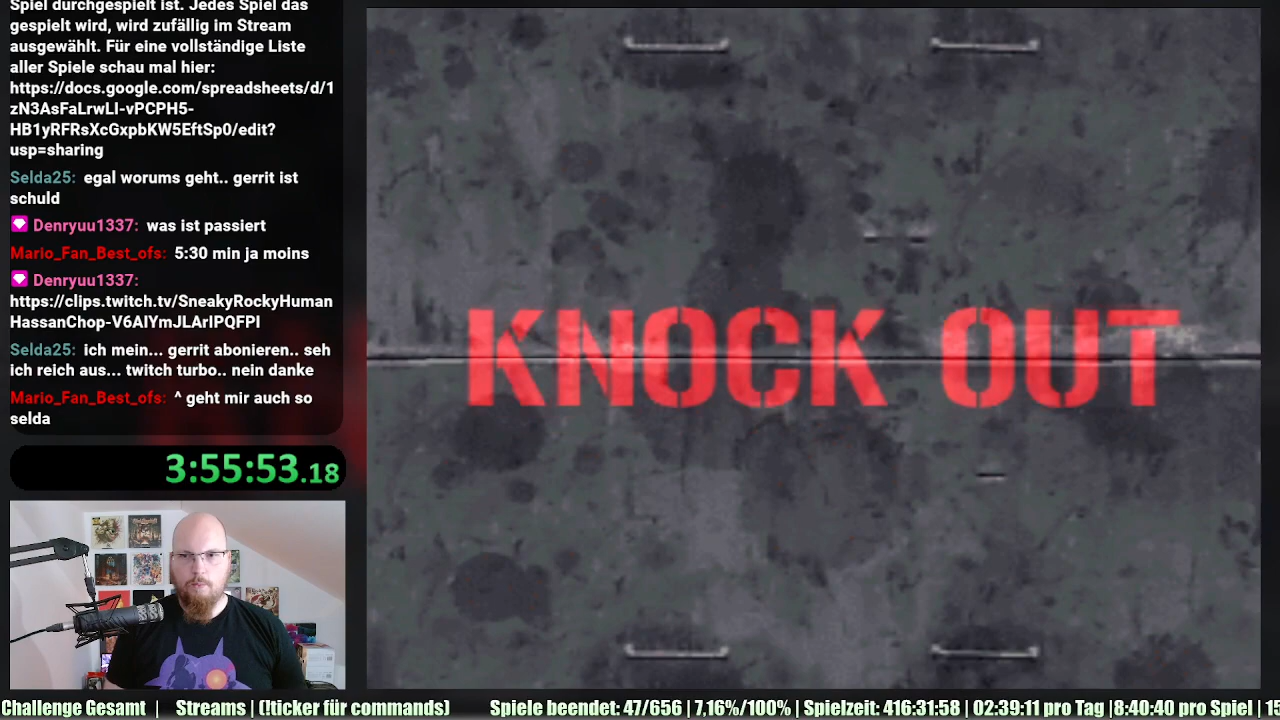 Spiel durchgespielt ist. Jedes Spiel das
gespielt wird, wird zufällig im Stream
ausgewählt. Für eine vollständige Liste
aller Spiele schau mal hier:
https://docs.google.com/spreadsheets/d/1
zN3AsFaLrwLI-vPCPH5-
HB1yRFRsXcGxpbKW5EftSp0/edit?
usp=sharing
Selda25: egal worums geht.. gerrit ist
schuld
Denryuu1337: was ist passiert
Mario_Fan_Best_ofs: 5:30 min ja moins
Denryuu1337:
https://clips.twitch.tv/SneakyRockyHuman
HassanChop-V6AIYmJLArIPQFPI
Selda25: ich mein... gerrit abonieren.. seh
ich reich aus... twitch turbo.. nein danke
Mario_Fan_Best_ofs: ^ geht mir auch so
selda
3:55:53.18
KNOCK OUT
Challenge Gesamt | Streams | (!ticker für commands) Spiele beendet: 47/656 | 7,16%/100% | Spielzeit: 416:31:58 | 02:39:11 pro Tag |8:40:40 pro Spiel | 15